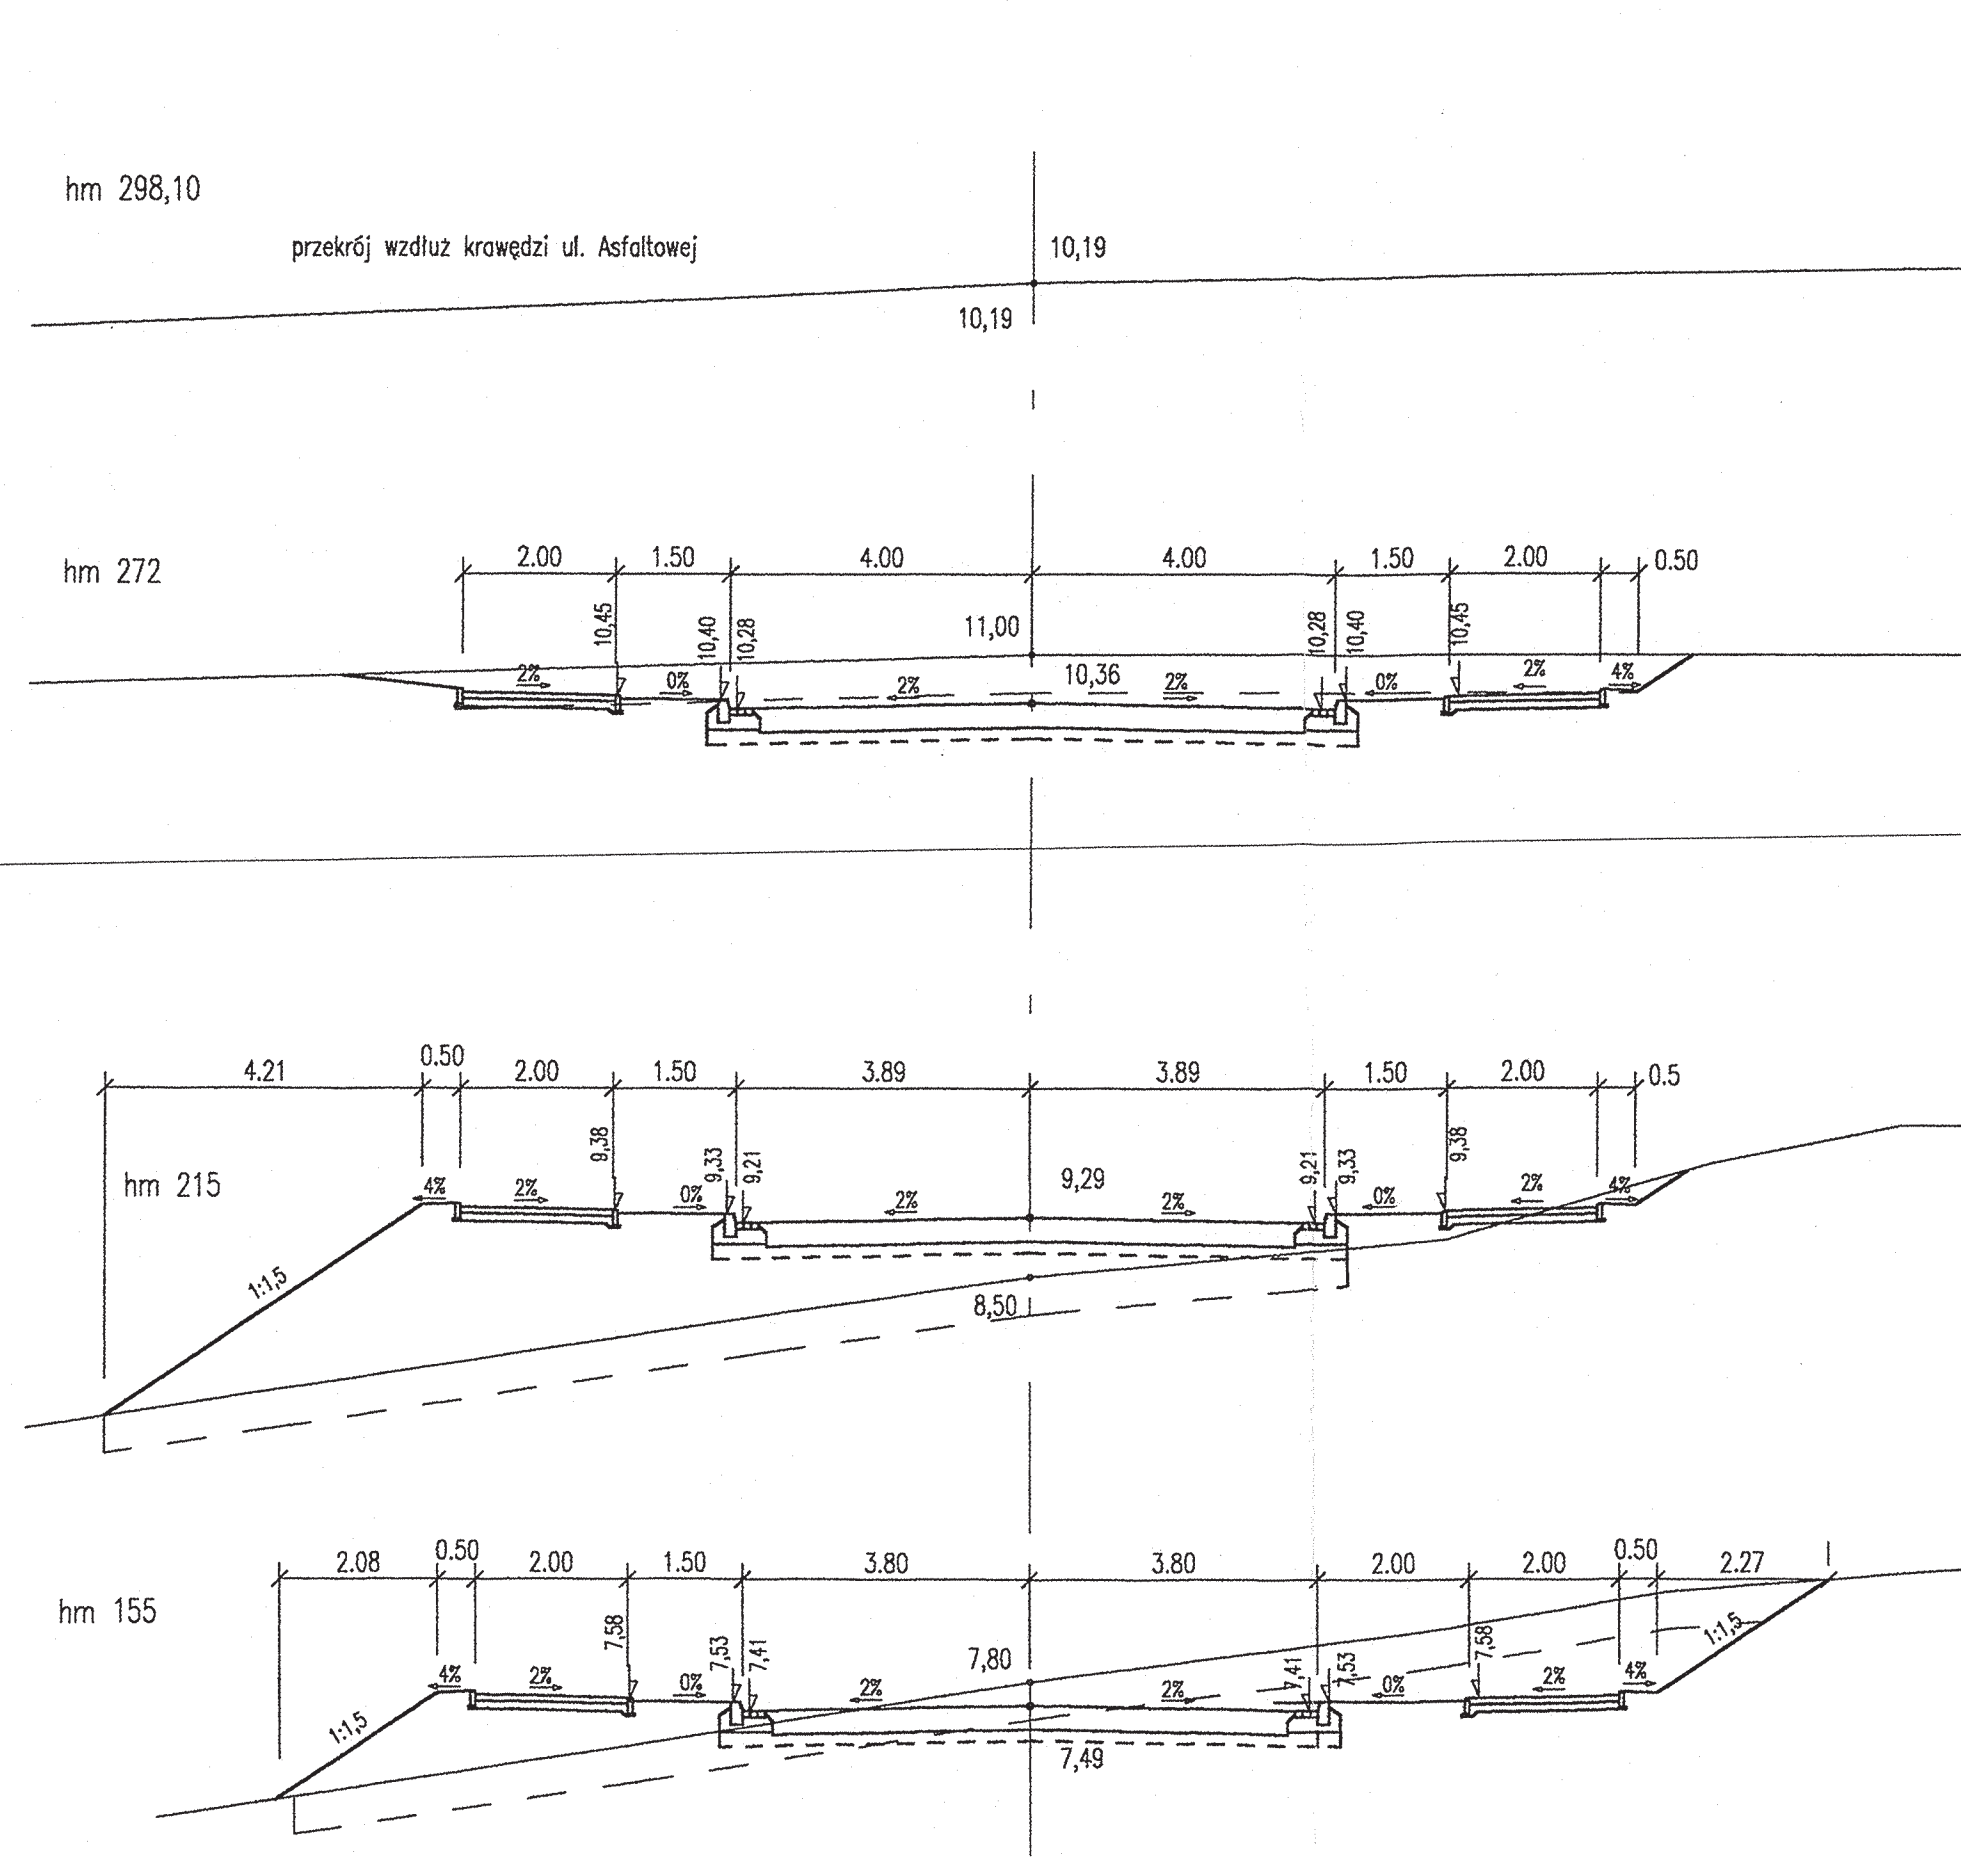 hm 298,10
przekrój wzdłuż krawędzi ul. Asfaltowej
10,19
10,19
hm 272
2.00 1.50 4.00 4.00 1.50 2.00 0.50
10,45 10,40 10,28 11,00 10,28 10,40 10,45
2% 0% 2% 10,36 2% 0% 2% 4%
4.21 0.50 2.00 1.50 3.89 3.89 1.50 2.00 0.5
9,38 9,33 9,21 9,29 9,21 9,33 9,38
hm 215
4% 2% 0% 2% 2% 0% 2% 4%
1:1,5
8,50
2.08 0.50 2.00 1.50 3.80 3.80 2.00 2.00 0.50 2.27
hm 155
7,58 7,53 7,41 7,80 7,41 7,53 7,58 1:1,5
4% 2% 0% 2% 2% 0% 2% 4%
1:1,5
7,49